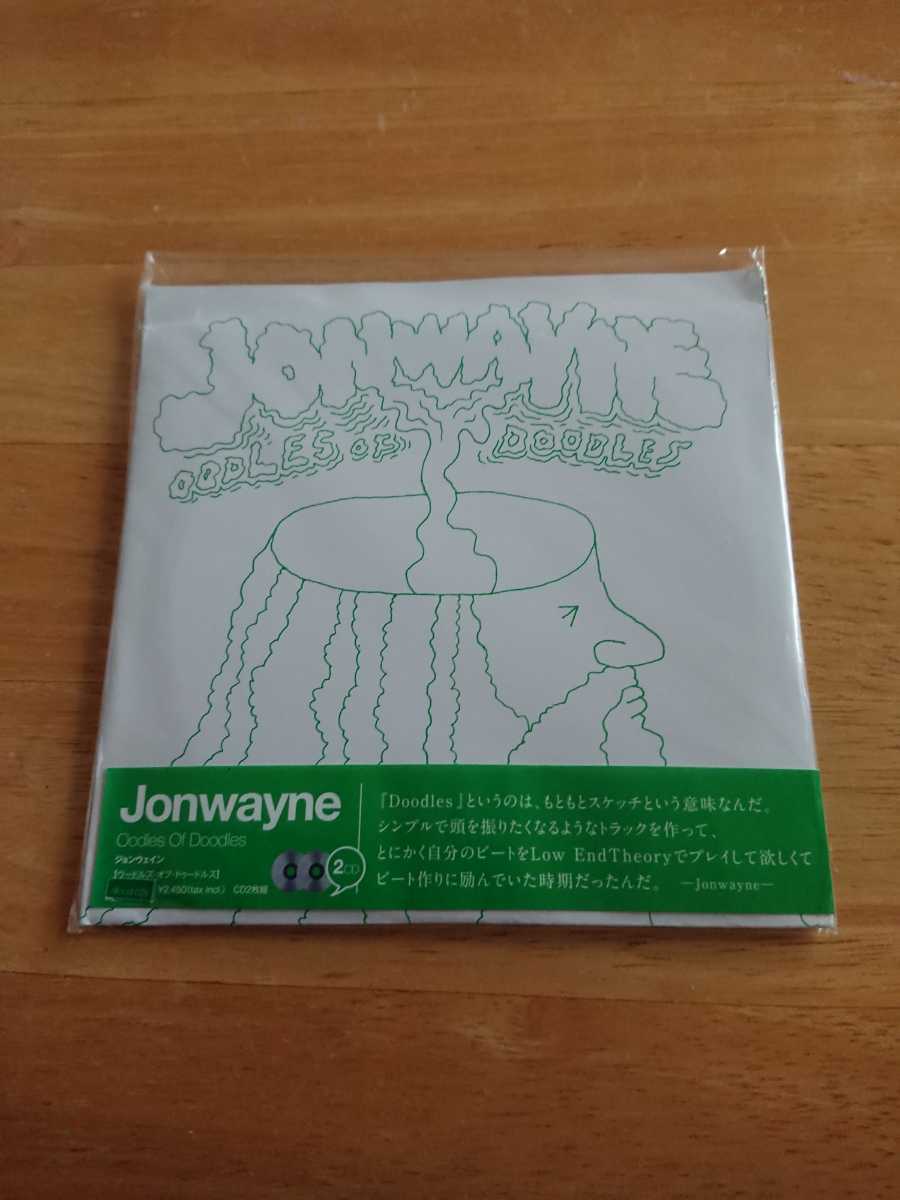 JONWAYNE
OODLES OF DOODLES
Jonwayne
Oodles Of Doodles
ジョンウェイン
【ウードルズ・オブ・ドゥードルズ】
¥2,490(tax incl.) CD2枚組
2CD
『Doodles』というのは、もともとスケッチという意味なんだ。
シンプルで頭を振りたくなるようなトラックを作って、
とにかく自分のビートをLow EndTheoryでプレイして欲しくて
ビート作りに励んでいた時期だったんだ。 —Jonwayne—